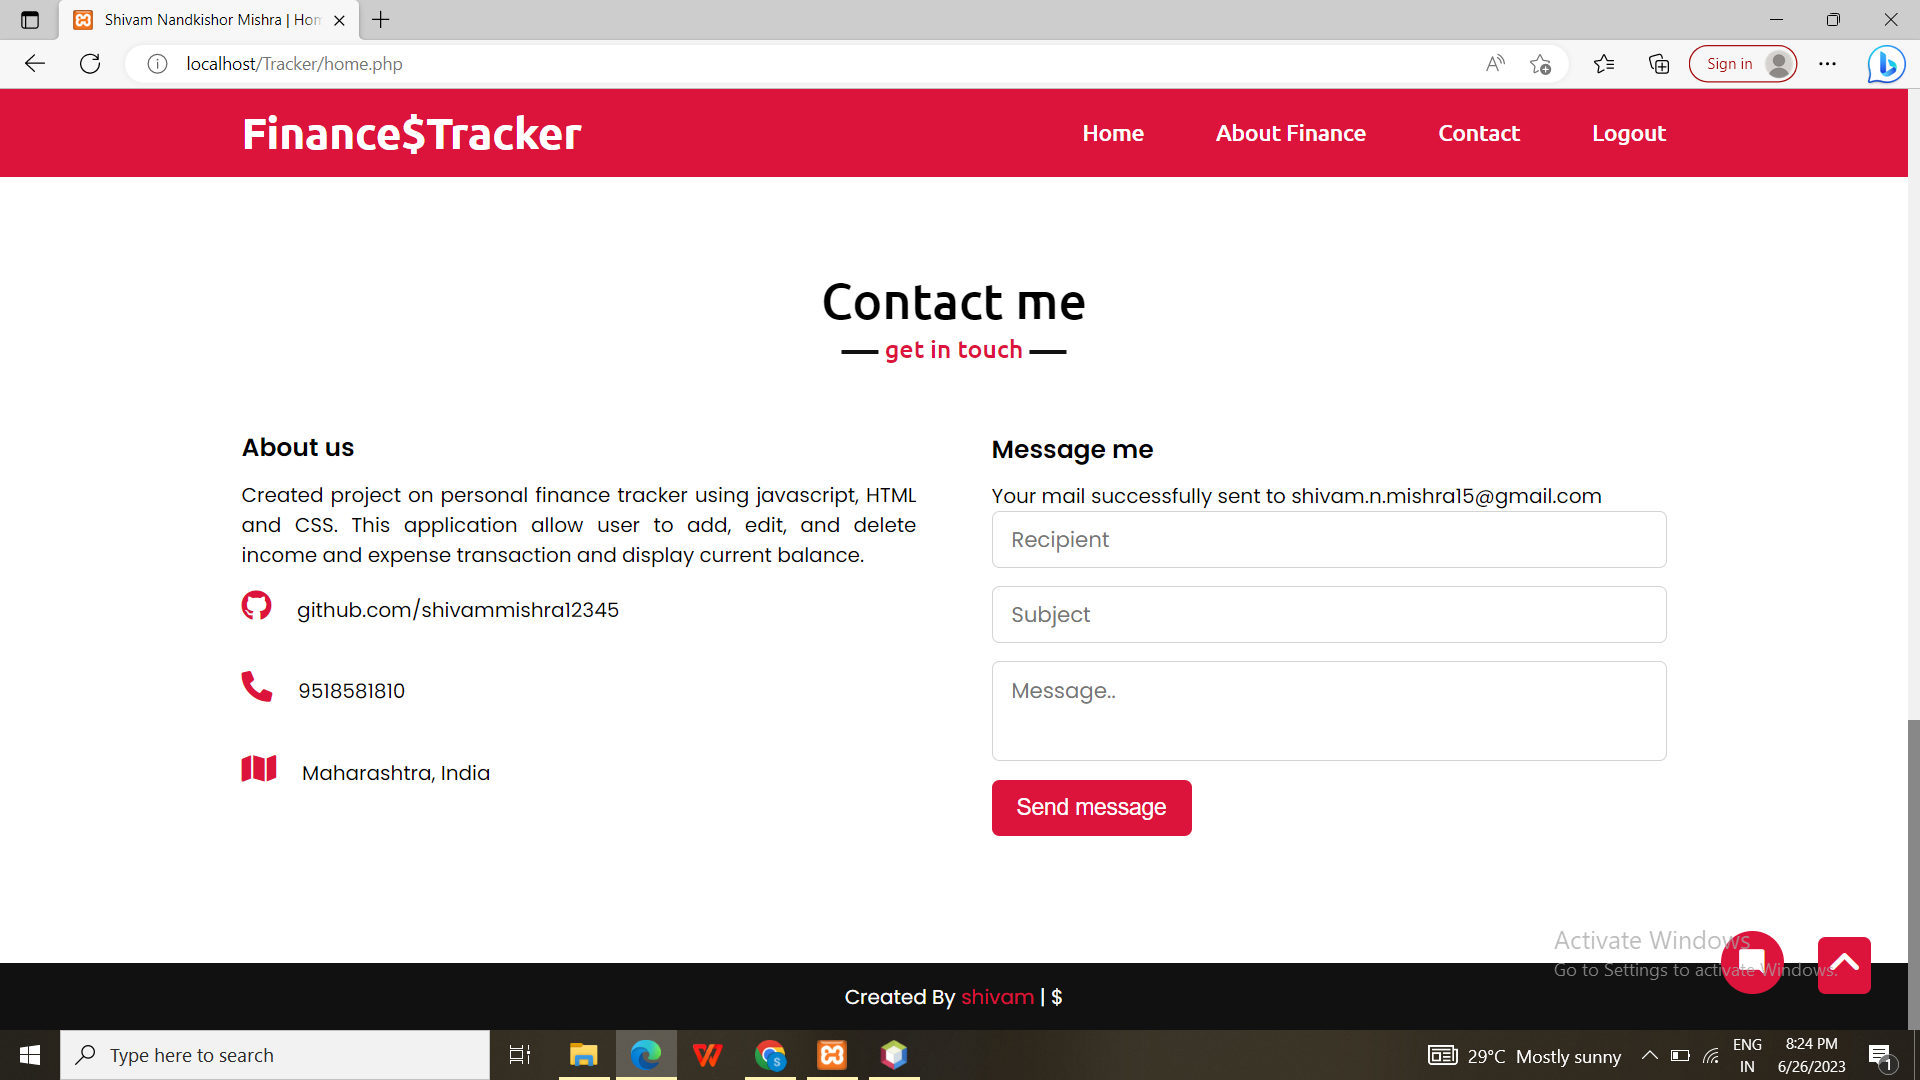 Shivam Nandkishor Mishra | Hom
localhost/Tracker/home.php
Sign in
Finance$Tracker
Home
About Finance
Contact
Logout
Contact me
get in touch
About us
Created project on personal finance tracker using javascript, HTML
and CSS. This application allow user to add, edit, and delete
income and expense transaction and display current balance.
github.com/shivammishra12345
9518581810
Maharashtra, India
Message me
Your mail successfully sent to shivam.n.mishra15@gmail.com
Recipient
Subject
Message..
Send message
Activate Windows
Go to Settings to activate Windows.
Created By shivam | $
Type here to search
29°C Mostly sunny
ENG
IN
8:24 PM
6/26/2023
1